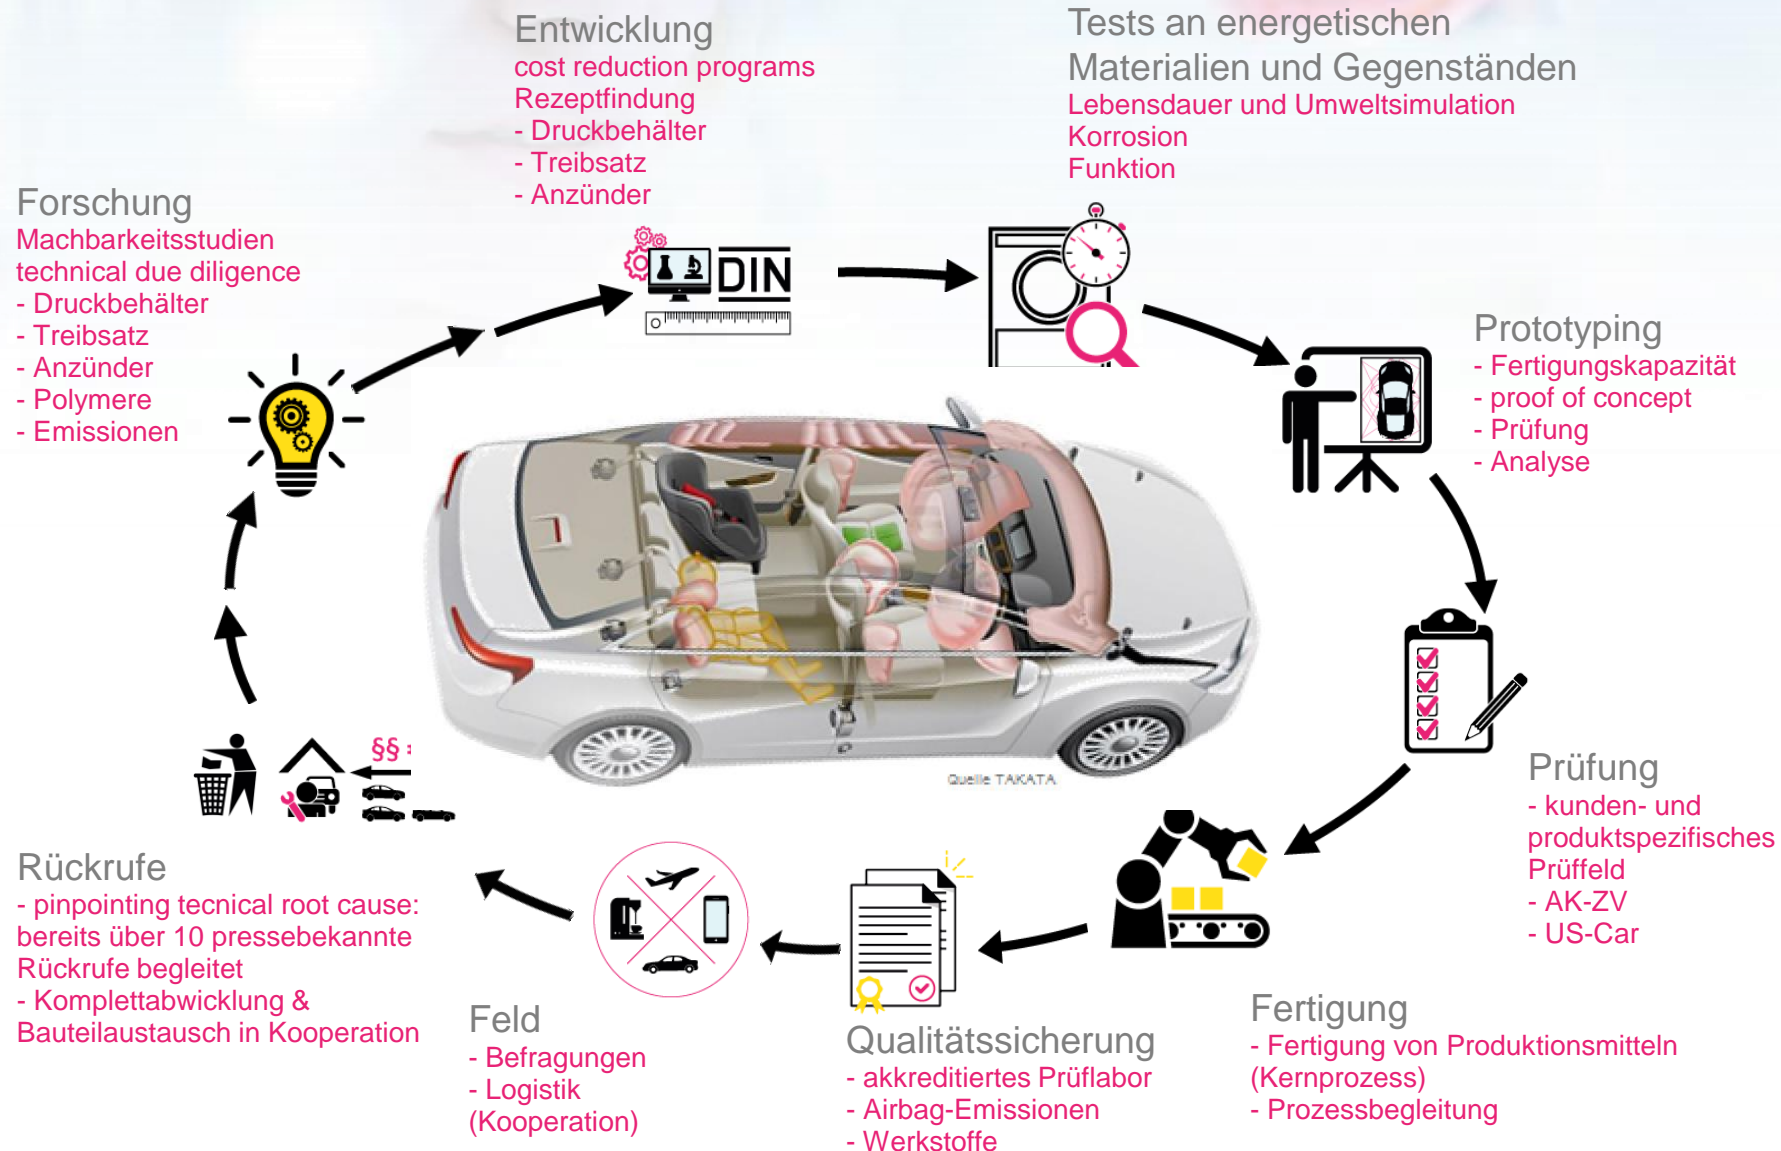 Entwicklung
cost reduction programs
Rezeptfindung
- Druckbehälter
- Treibsatz
- Anzünder
Tests an energetischen
Materialien und Gegenständen
Lebensdauer und Umweltsimulation
Korrosion
Funktion
Forschung
Machbarkeitsstudien
technical due diligence
- Druckbehälter
- Treibsatz
- Anzünder
- Polymere
- Emissionen
DIN
Prototyping
- Fertigungskapazität
- proof of concept
- Prüfung
- Analyse
Prüfung
- kunden- und
produktspezifisches
Prüffeld
- AK-ZV
- US-Car
Quelle TAKATA
§§
Rückrufe
- pinpointing tecnical root cause:
bereits über 10 pressebekannte
Rückrufe begleitet
- Komplettabwicklung &
Bauteilaustausch in Kooperation
Feld
- Befragungen
- Logistik
(Kooperation)
Qualitätssicherung
- akkreditiertes Prüflabor
- Airbag-Emissionen
- Werkstoffe
Fertigung
- Fertigung von Produktionsmitteln
(Kernprozess)
- Prozessbegleitung